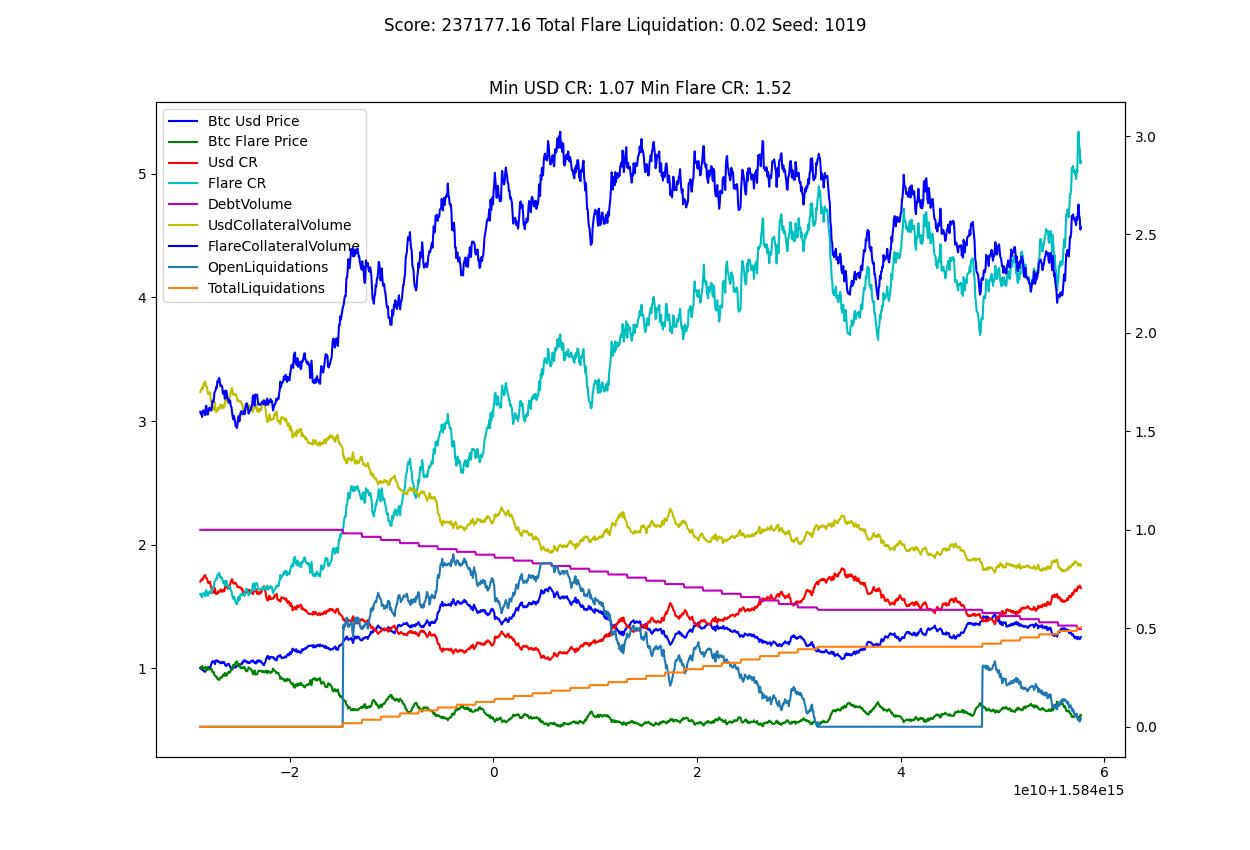 Score: 237177.16 Total Flare Liquidation: 0.02 Seed: 1019
Min USD CR: 1.07 Min Flare CR: 1.52
Btc Usd Price
Btc Flare Price
Usd CR
Flare CR
DebtVolume
UsdCollateralVolume
FlareCollateralVolume
OpenLiquidations
TotalLiquidations
5
4
3
2
1
3.0
2.5
2.0
1.5
1.0
0.5
0.0
−2
0
2
4
6
1e10+1.584e15